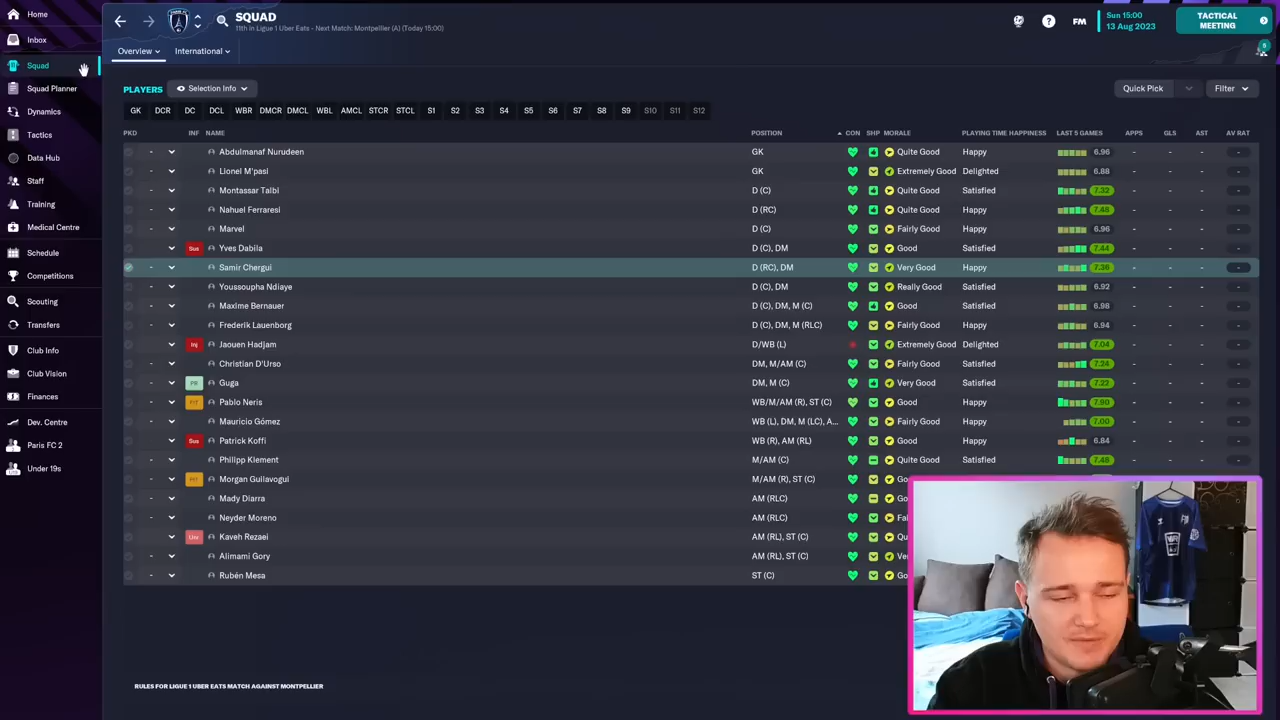 Home
Inbox
Squad
Squad Planner
Dynamics
Tactics
Data Hub
Staff
Training
Medical Centre
Schedule
Competitions
Scouting
Transfers
Club Info
Club Vision
Finances
Dev. Centre
Paris FC 2
Under 19s
SQUAD
11th in Ligue 1 Uber Eats - Next Match: Montpellier (A) (Today 15:00)
FM
Sun 15:00
13 Aug 2023
TACTICAL
MEETING
Overview International
PLAYERS Selection Info Quick Pick Filter
GK DCR DC DCL WBR DMCR DMCL WBL AMCL STCR STCL S1 S2 S3 S4 S5 S6 S7 S8 S9 S10 S11 S12
PKD INF NAME POSITION CON SHP MORALE PLAYING TIME HAPPINESS LAST 5 GAMES APPS GLS AST AV RAT
- Abdulmanaf Nurudeen GK Quite Good Happy 6.96 - - - -
- Lionel M'pasi GK Extremely Good Delighted 6.88 - - - -
- Montassar Talbi D (C) Quite Good Satisfied 7.32 - - - -
- Nahuel Ferraresi D (RC) Quite Good Happy 7.48 - - - -
- Marvel D (C) Fairly Good Happy 6.96 - - - -
- Sus Yves Dabila D (C), DM Good Satisfied 7.44 - - - -
- Samir Chergui D (RC), DM Very Good Happy 7.26 - - - -
- Youssoupha Ndiaye D (C), DM Really Good Satisfied 6.92 - - - -
- Maxime Bernauer D (C), DM, M (C) Good Satisfied 6.98 - - - -
- Frederik Lauenborg D (C), DM, M (RLC) Fairly Good Happy 6.94 - - - -
- Inj Jaouen Hadjam D/WB (L) Extremely Good Delighted 7.04 - - - -
- Christian D'Urso DM, M/AM (C) Fairly Good Satisfied 7.24 - - - -
- PR Guga DM, M (C) Very Good Satisfied 7.22 - - - -
- Pablo Neris WB/M/AM (R), ST (C) Good Happy 7.90 - - - -
- Mauricio Gómez WB (L), DM, M (LC), A... Fairly Good Happy 7.00 - - - -
- Sus Patrick Koffi WB (R), AM (RL) Good Happy 6.84 - - - -
- Philipp Klement M/AM (C) Quite Good Satisfied 7.48 - - - -
- Morgan Guilavogui M/AM (R), ST (C) Go
- Mady Diarra AM (RLC) Go
- Neyder Moreno AM (RLC) Fai
- Kaveh Rezaei AM (RL), ST (C) Qu
- Alimami Gory AM (RL), ST (C) Ve
- Rubén Mesa ST (C) Go
RULES FOR LIGUE 1 UBER EATS MATCH AGAINST MONTPELLIER